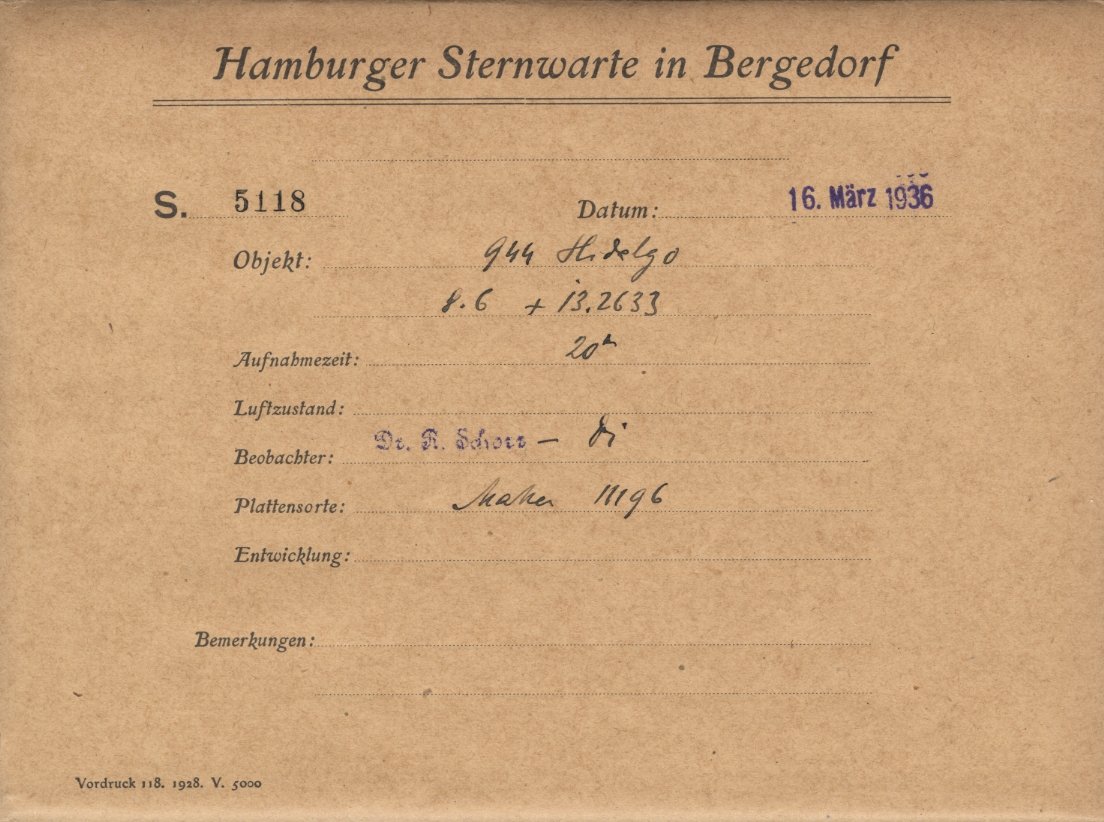 Hamburger Sternwarte in Bergedorf
S. 5118 Datum: 16. März 1936
Objekt: 944 Hidalgo
8.6 + 13.2633
Aufnahmezeit: 20ᵐ
Luftzustand:
Beobachter: Dr. R. Schorr – Di
Plattensorte:
Entwicklung:
Bemerkungen:
Vordruck 118. 1928. V. 5000